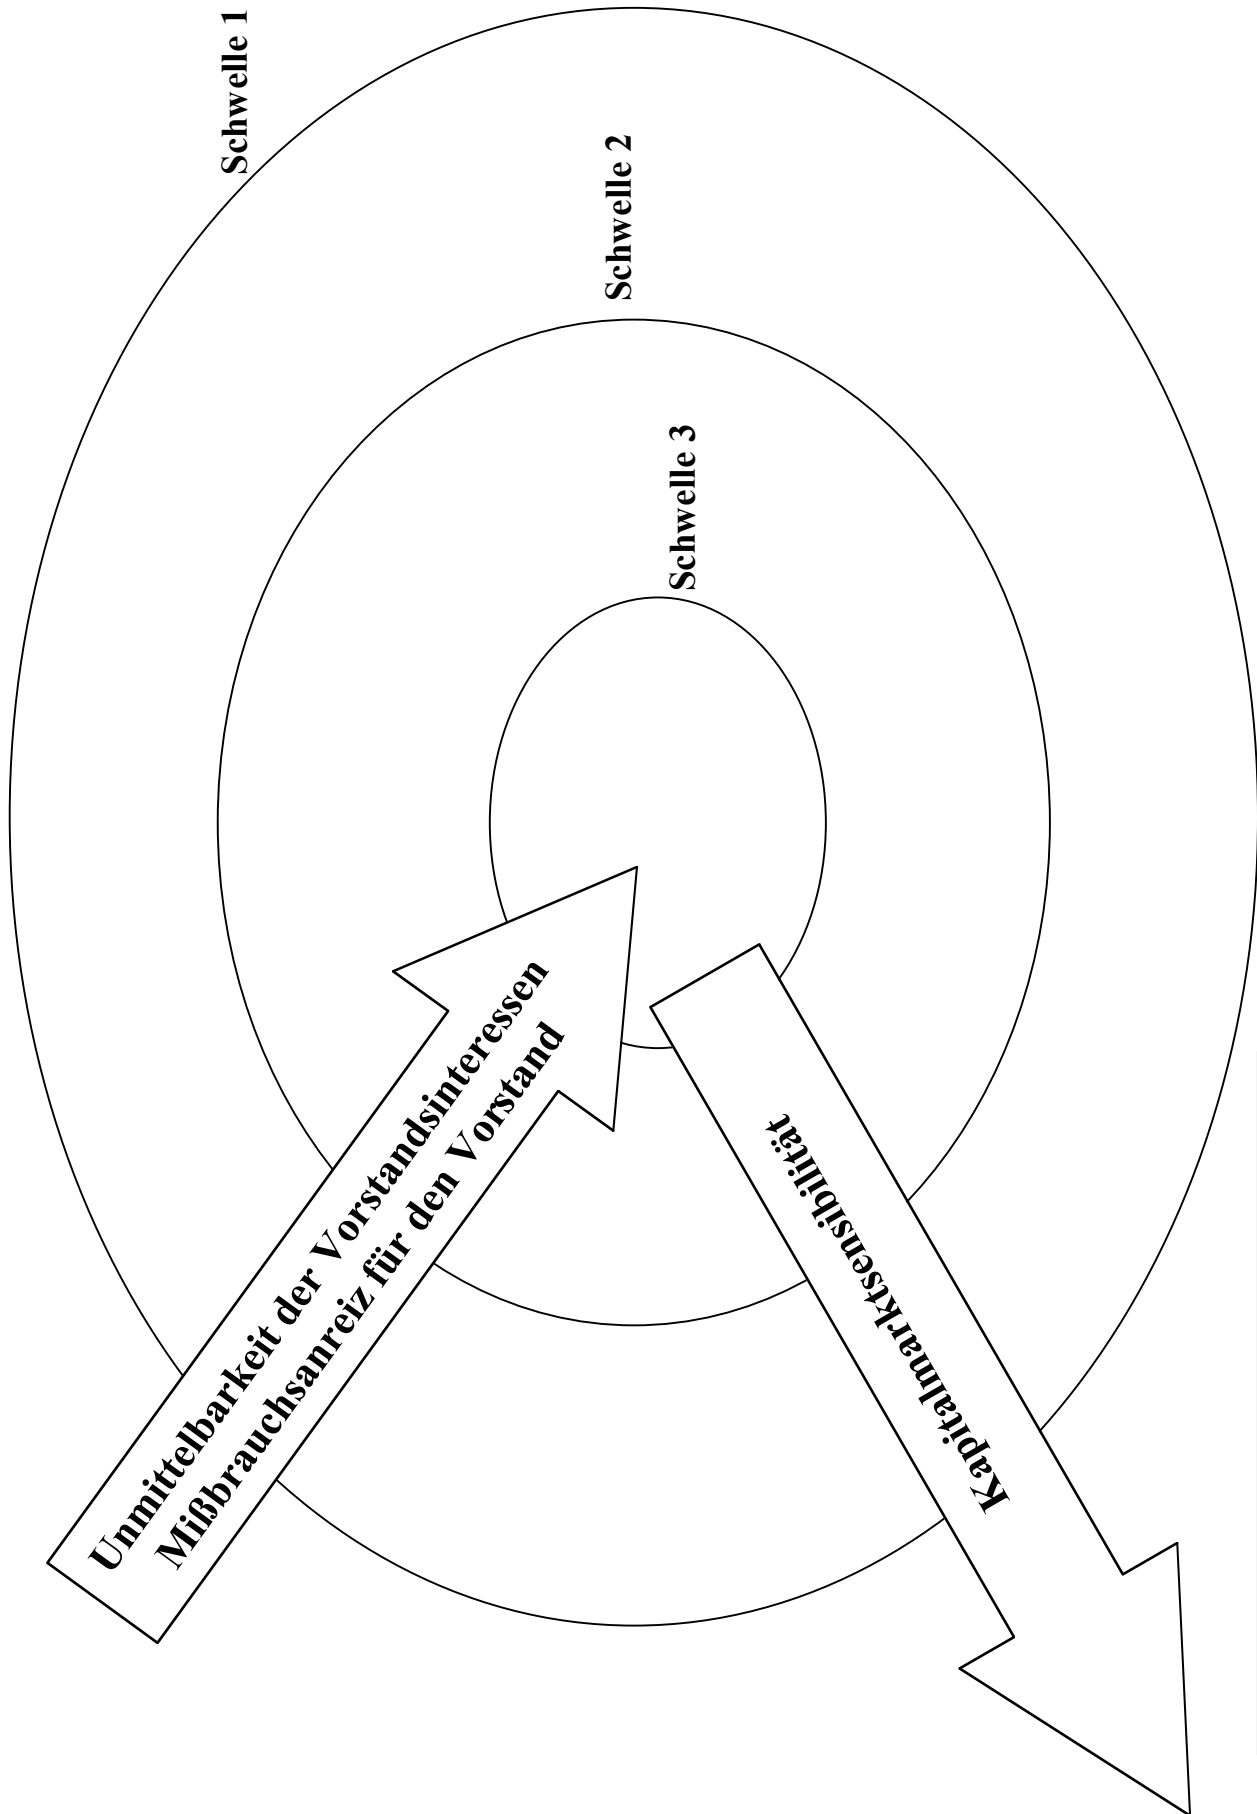 Schwelle 1
Schwelle 2
Schwelle 3
Unmittelbarkeit der Vorstandsinteressen
Mißbrauchsanreiz für den Vorstand
Kapitalmarktsensibilität